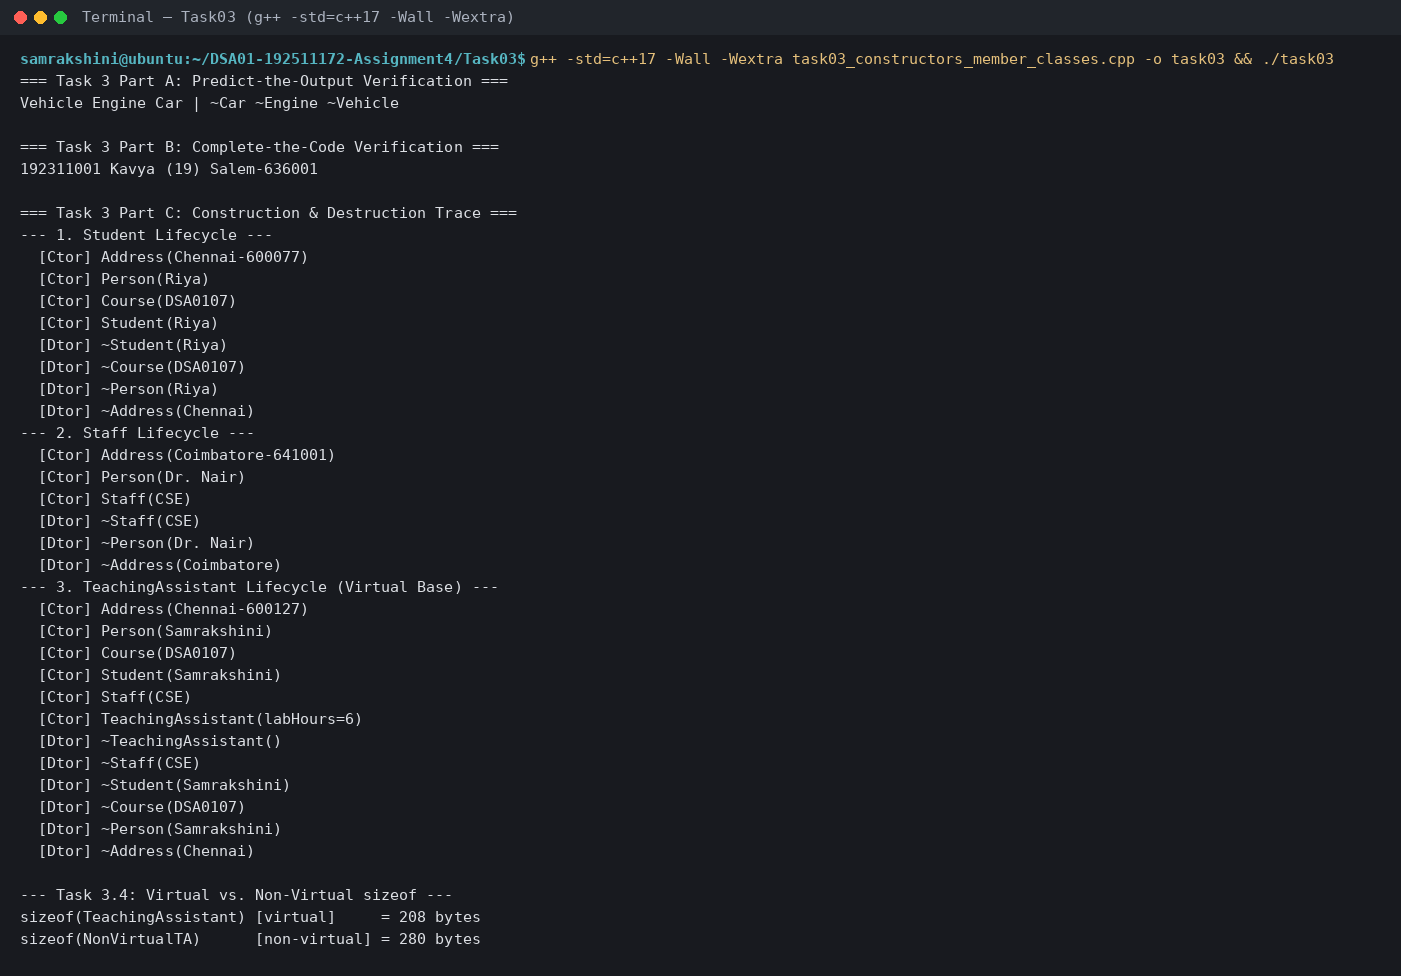 Terminal — Task03 (g++ -std=c++17 -Wall -Wextra)
samrakshini@ubuntu:~/DSA01-192511172-Assignment4/Task03$ g++ -std=c++17 -Wall -Wextra task03_constructors_member_classes.cpp -o task03 && ./task03
=== Task 3 Part A: Predict-the-Output Verification ===
Vehicle Engine Car | ~Car ~Engine ~Vehicle

=== Task 3 Part B: Complete-the-Code Verification ===
192311001 Kavya (19) Salem-636001

=== Task 3 Part C: Construction & Destruction Trace ===
--- 1. Student Lifecycle ---
  [Ctor] Address(Chennai-600077)
  [Ctor] Person(Riya)
  [Ctor] Course(DSA0107)
  [Ctor] Student(Riya)
  [Dtor] ~Student(Riya)
  [Dtor] ~Course(DSA0107)
  [Dtor] ~Person(Riya)
  [Dtor] ~Address(Chennai)
--- 2. Staff Lifecycle ---
  [Ctor] Address(Coimbatore-641001)
  [Ctor] Person(Dr. Nair)
  [Ctor] Staff(CSE)
  [Dtor] ~Staff(CSE)
  [Dtor] ~Person(Dr. Nair)
  [Dtor] ~Address(Coimbatore)
--- 3. TeachingAssistant Lifecycle (Virtual Base) ---
  [Ctor] Address(Chennai-600127)
  [Ctor] Person(Samrakshini)
  [Ctor] Course(DSA0107)
  [Ctor] Student(Samrakshini)
  [Ctor] Staff(CSE)
  [Ctor] TeachingAssistant(labHours=6)
  [Dtor] ~TeachingAssistant()
  [Dtor] ~Staff(CSE)
  [Dtor] ~Student(Samrakshini)
  [Dtor] ~Course(DSA0107)
  [Dtor] ~Person(Samrakshini)
  [Dtor] ~Address(Chennai)

--- Task 3.4: Virtual vs. Non-Virtual sizeof ---
sizeof(TeachingAssistant) [virtual]     = 208 bytes
sizeof(NonVirtualTA)      [non-virtual] = 280 bytes